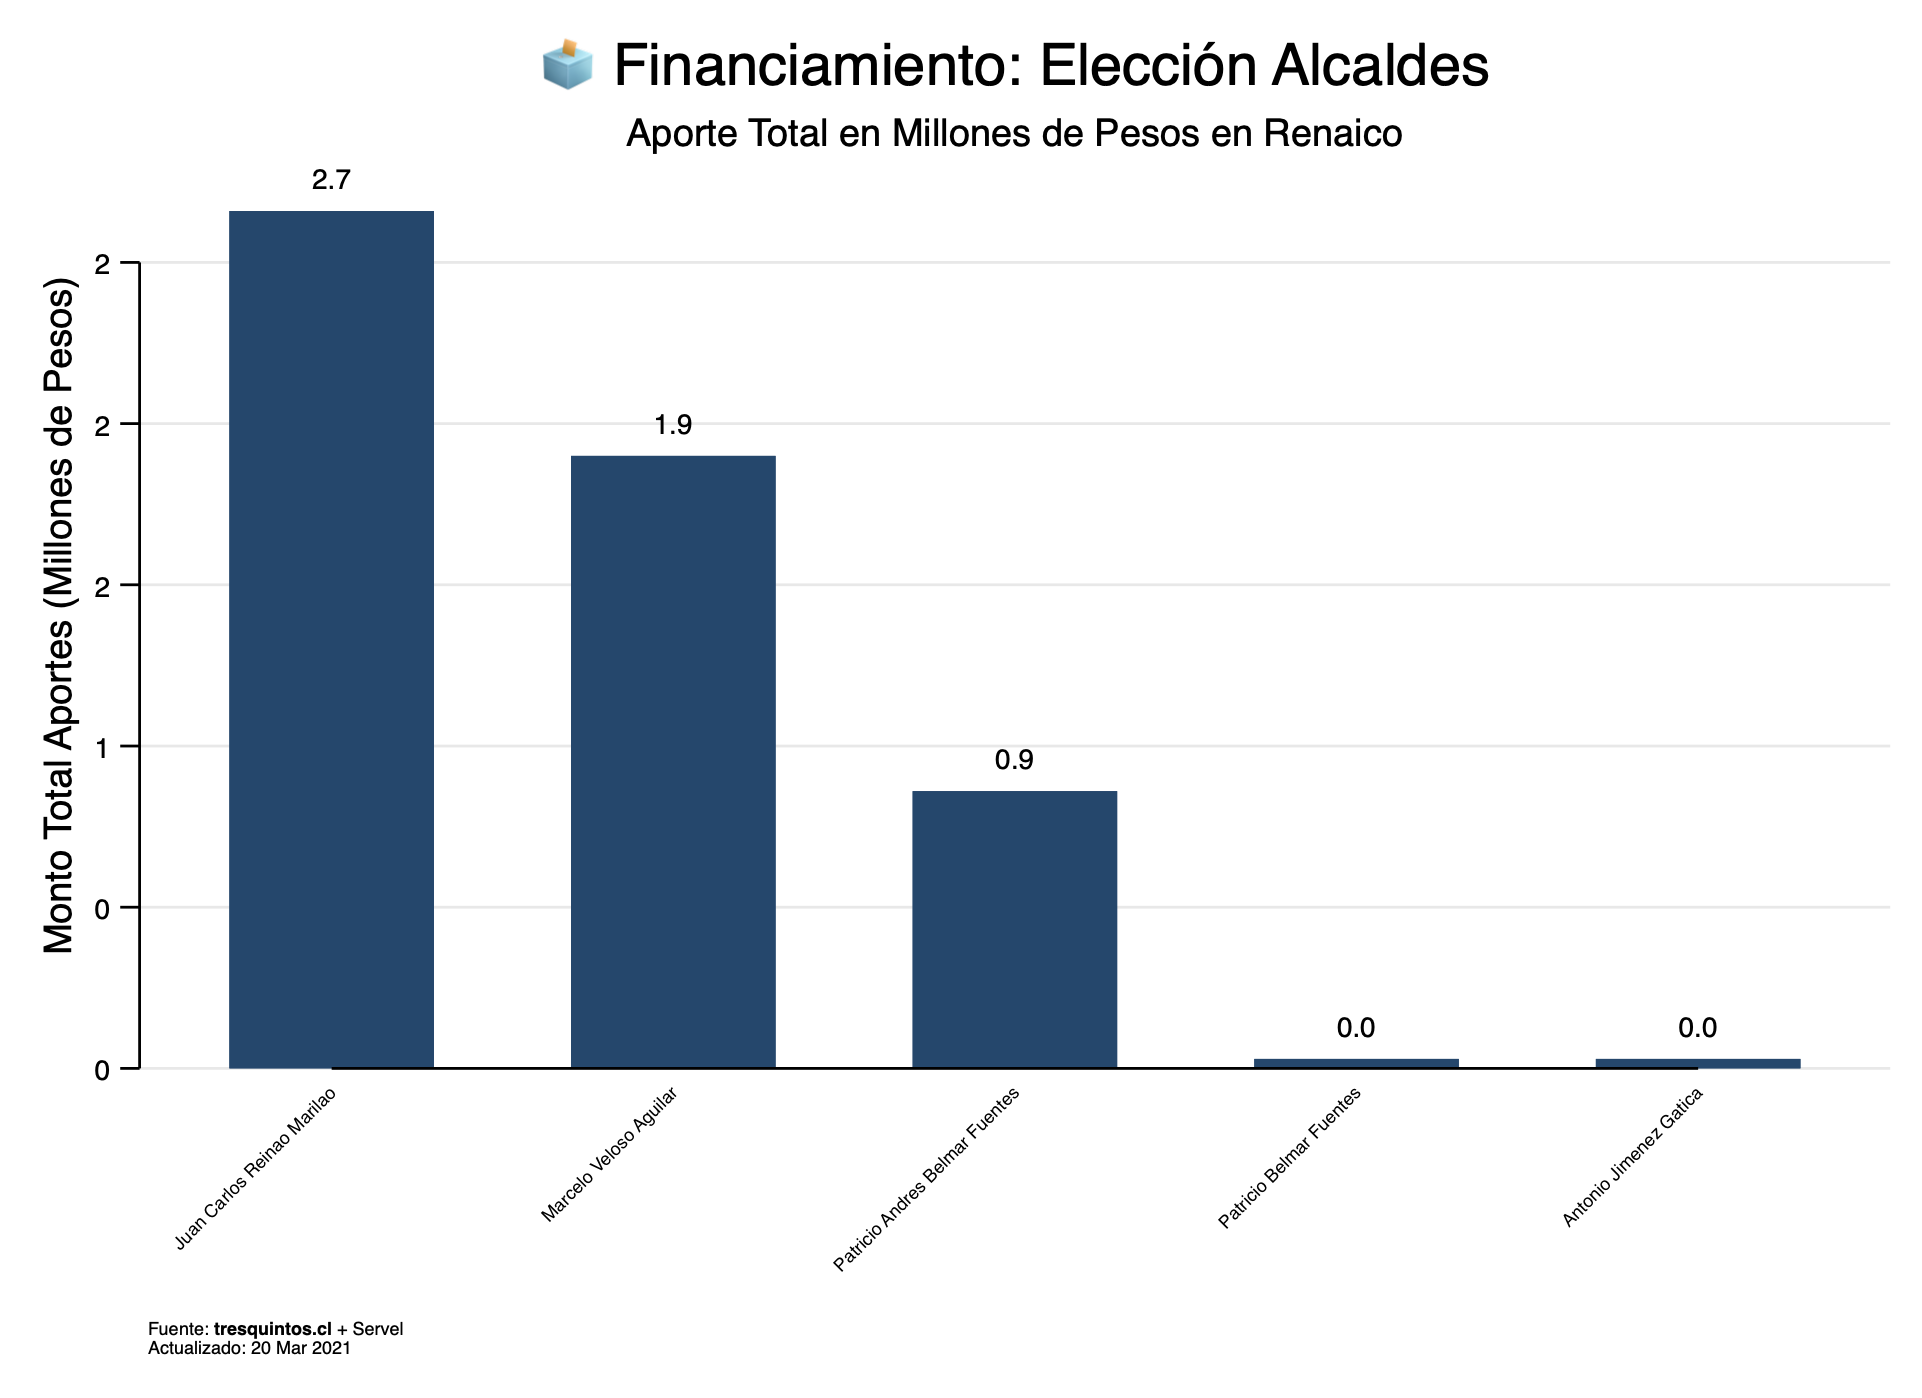 Financiamiento: Elección Alcaldes
Aporte Total en Millones de Pesos en Renaico
Monto Total Aportes (Millones de Pesos)
2
2
2
1
0
0
2.7
1.9
0.9
0.0
0.0
Juan Carlos Reinao Marilao
Marcelo Veloso Aguilar
Patricio Andres Belmar Fuentes
Patricio Belmar Fuentes
Antonio Jimenez Gatica
Fuente: tresquintos.cl + Servel
Actualizado: 20 Mar 2021